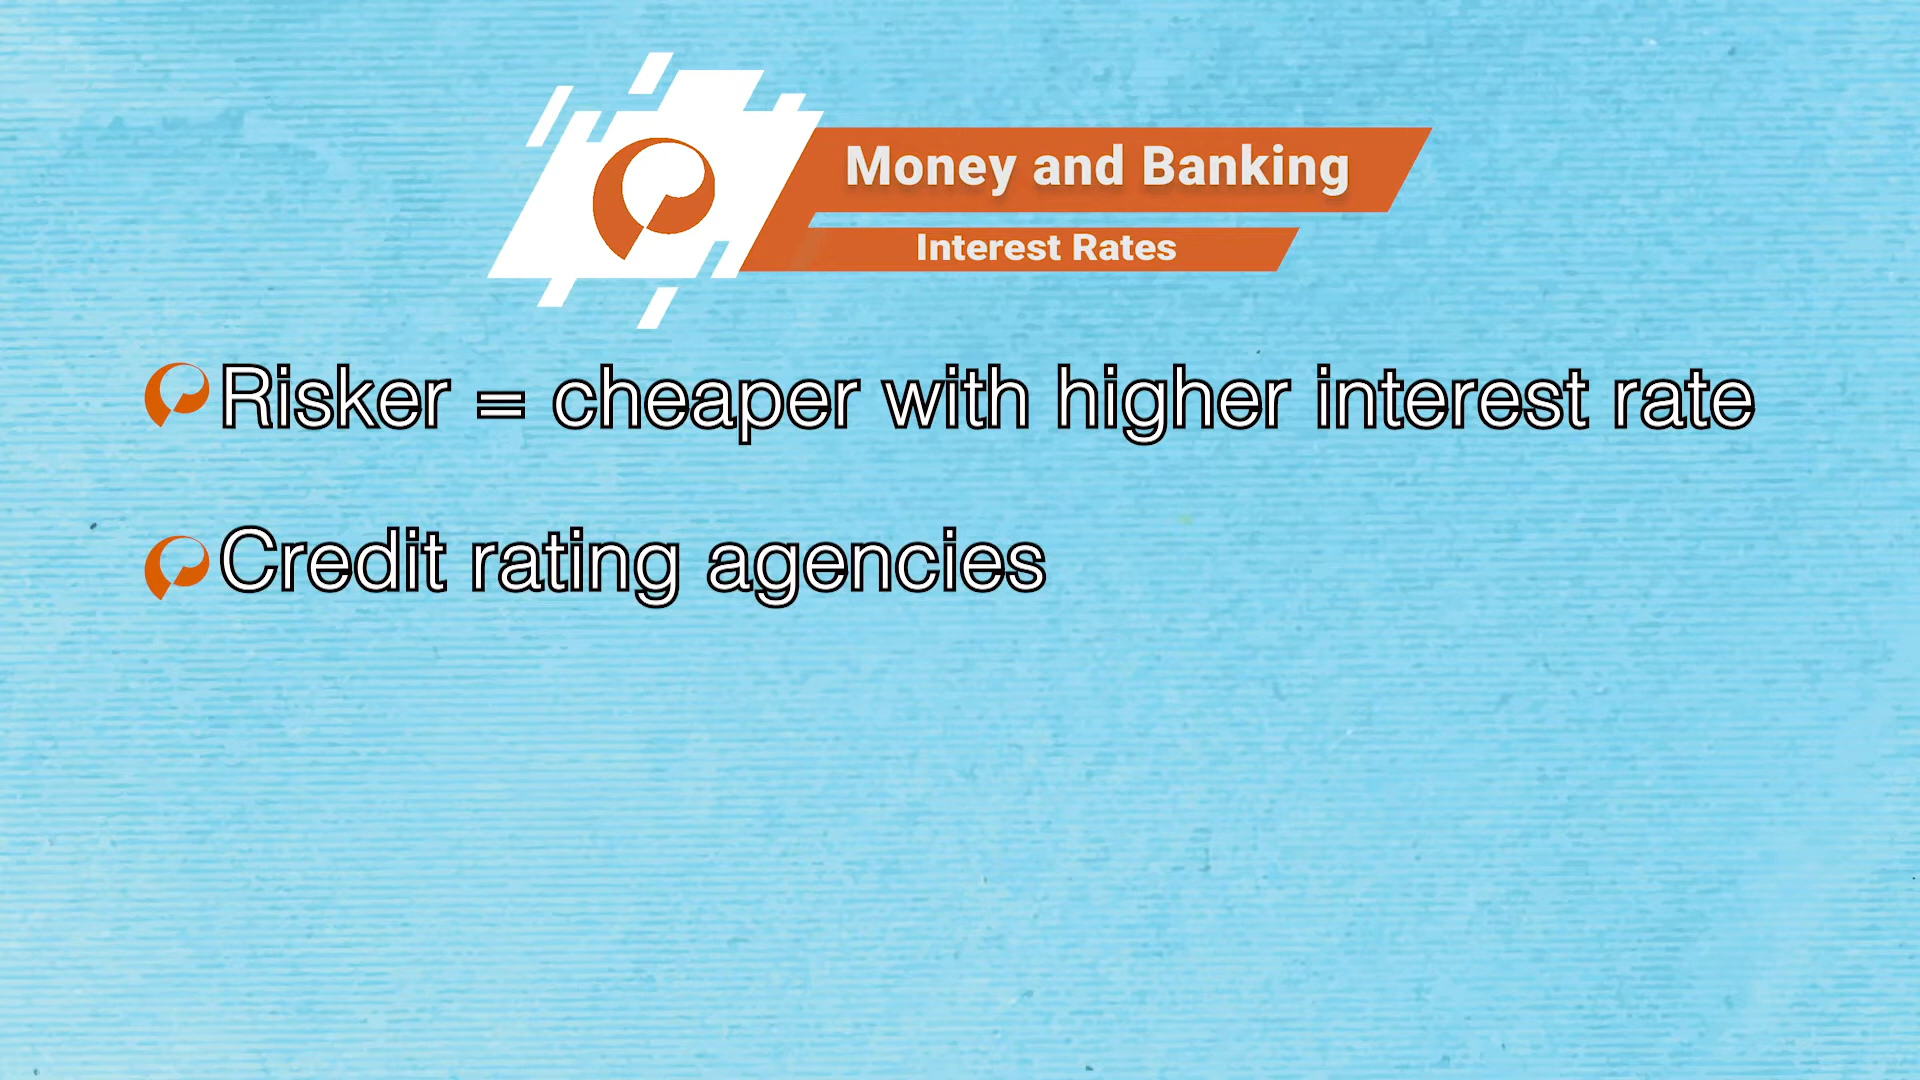 Money and Banking
Interest Rates
Risker = cheaper with higher interest rate
Credit rating agencies